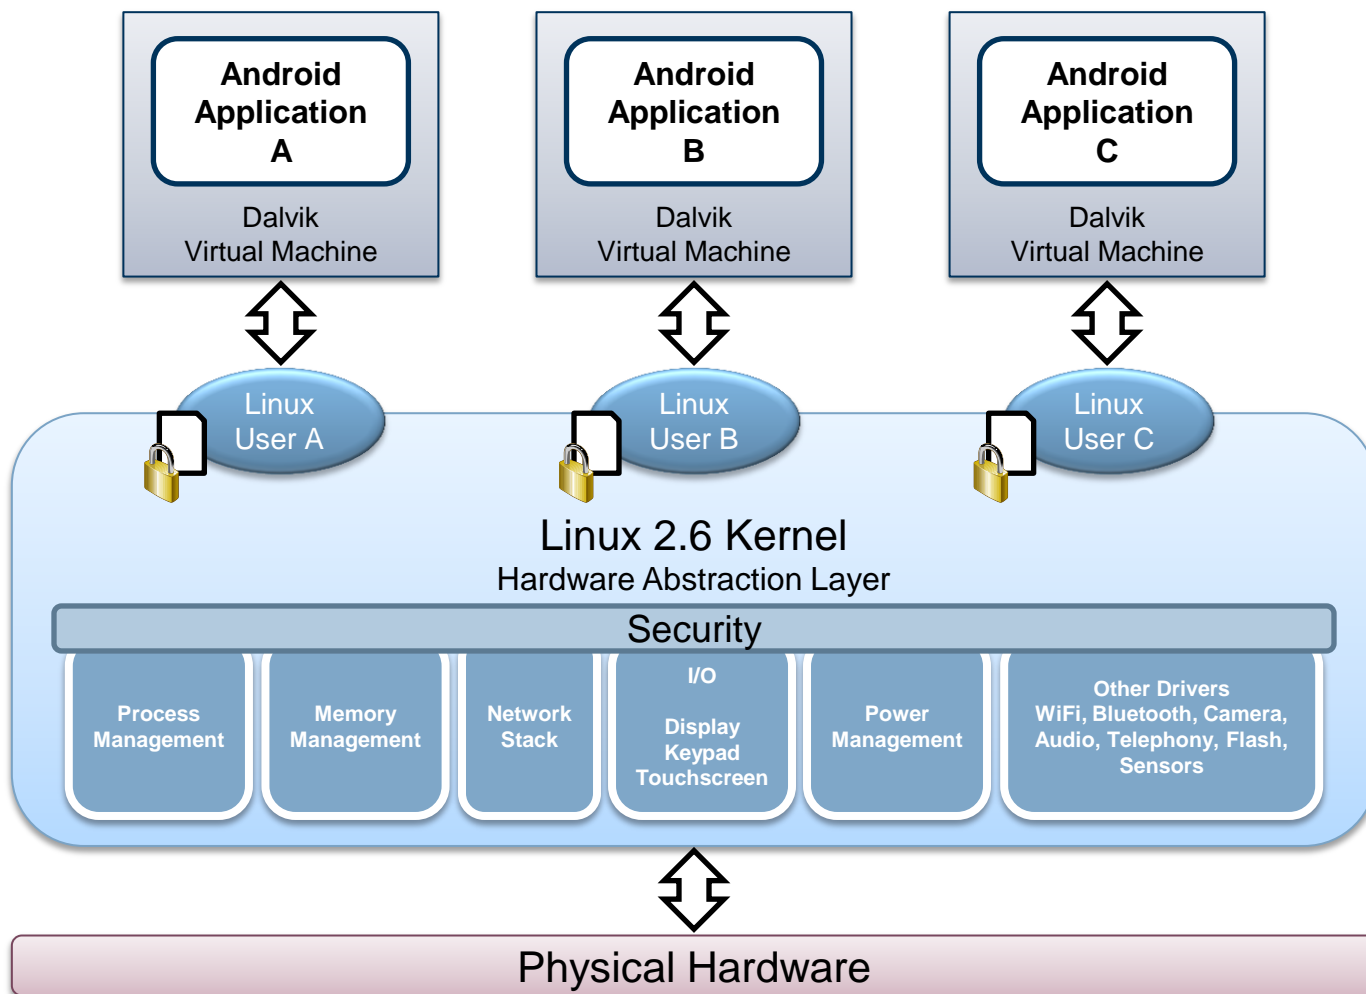 Android
Application
A
Dalvik
Virtual Machine
Android
Application
B
Dalvik
Virtual Machine
Android
Application
C
Dalvik
Virtual Machine
Linux
User A
Linux
User B
Linux
User C
Linux 2.6 Kernel
Hardware Abstraction Layer
Security
Process
Management
Memory
Management
Network
Stack
I/O
Display
Keypad
Touchscreen
Power
Management
Other Drivers
WiFi, Bluetooth, Camera,
Audio, Telephony, Flash,
Sensors
Physical Hardware